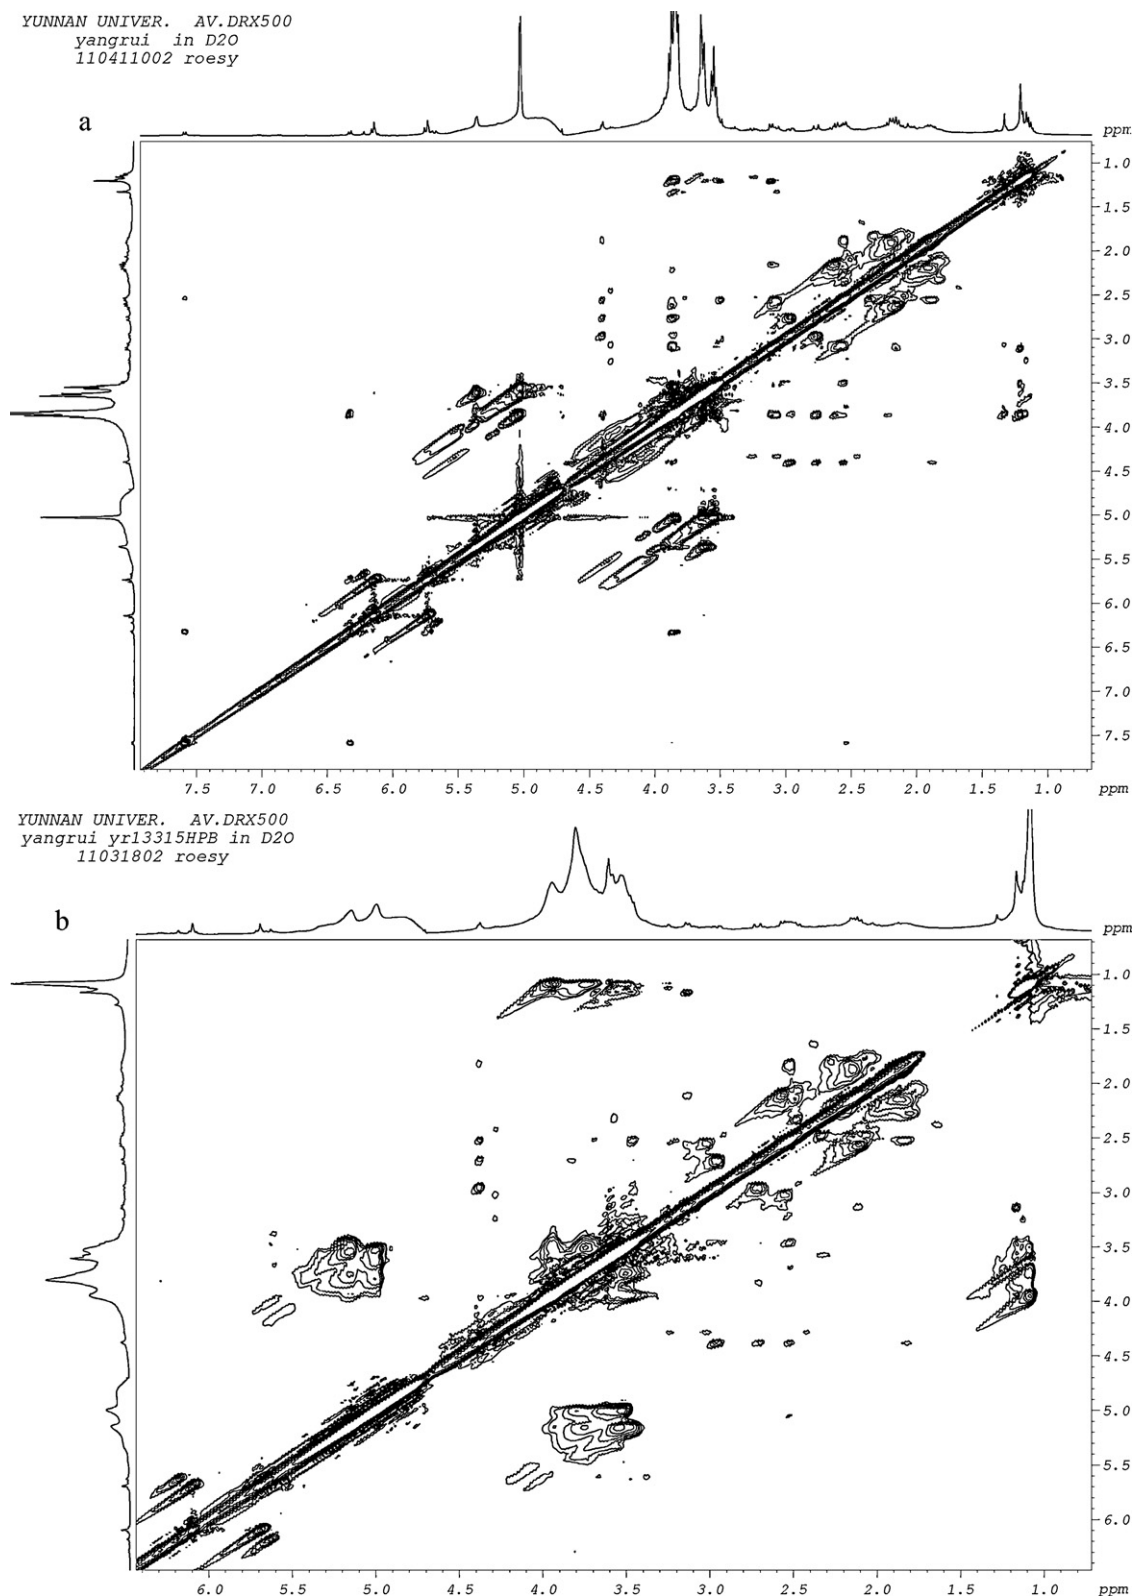 YUNNAN UNIVER. AV.DRX500
yangrui in D2O
110411002 roesy
a
ppm
1.0
1.5
2.0
2.5
3.0
3.5
4.0
4.5
5.0
5.5
6.0
6.5
7.0
7.5
7.5 7.0 6.5 6.0 5.5 5.0 4.5 4.0 3.5 3.0 2.5 2.0 1.5 1.0 ppm
YUNNAN UNIVER. AV.DRX500
yangrui yr13315HPB in D2O
11031802 roesy
b
ppm
1.0
1.5
2.0
2.5
3.0
3.5
4.0
4.5
5.0
5.5
6.0
6.0 5.5 5.0 4.5 4.0 3.5 3.0 2.5 2.0 1.5 1.0 ppm